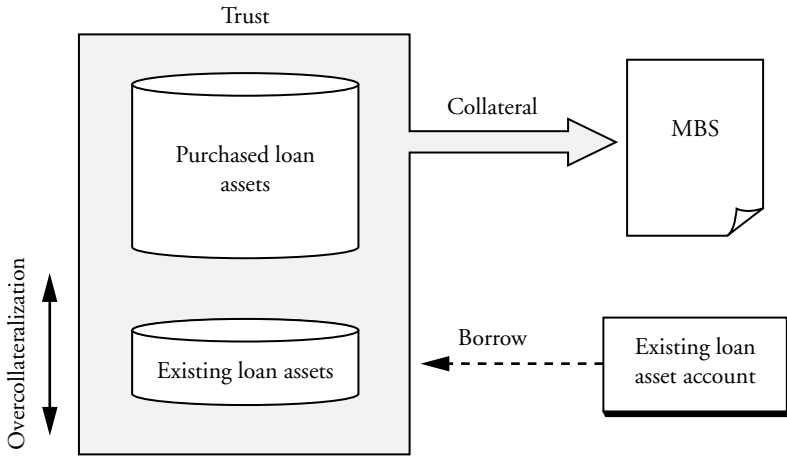 Trust
Collateral
MBS
Purchased loan
assets
Overcollateralization
Borrow
Existing loan assets
Existing loan
asset account